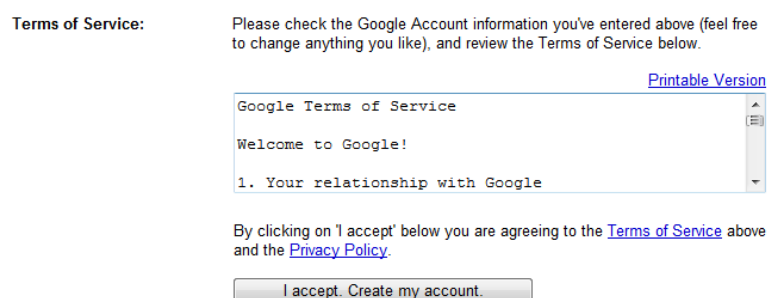 Terms of Service:
Please check the Google Account information you've entered above (feel free
to change anything you like), and review the Terms of Service below.
Printable Version
Google Terms of Service
Welcome to Google!
1. Your relationship with Google
By clicking on 'I accept' below you are agreeing to the Terms of Service above
and the Privacy Policy.
I accept. Create my account.